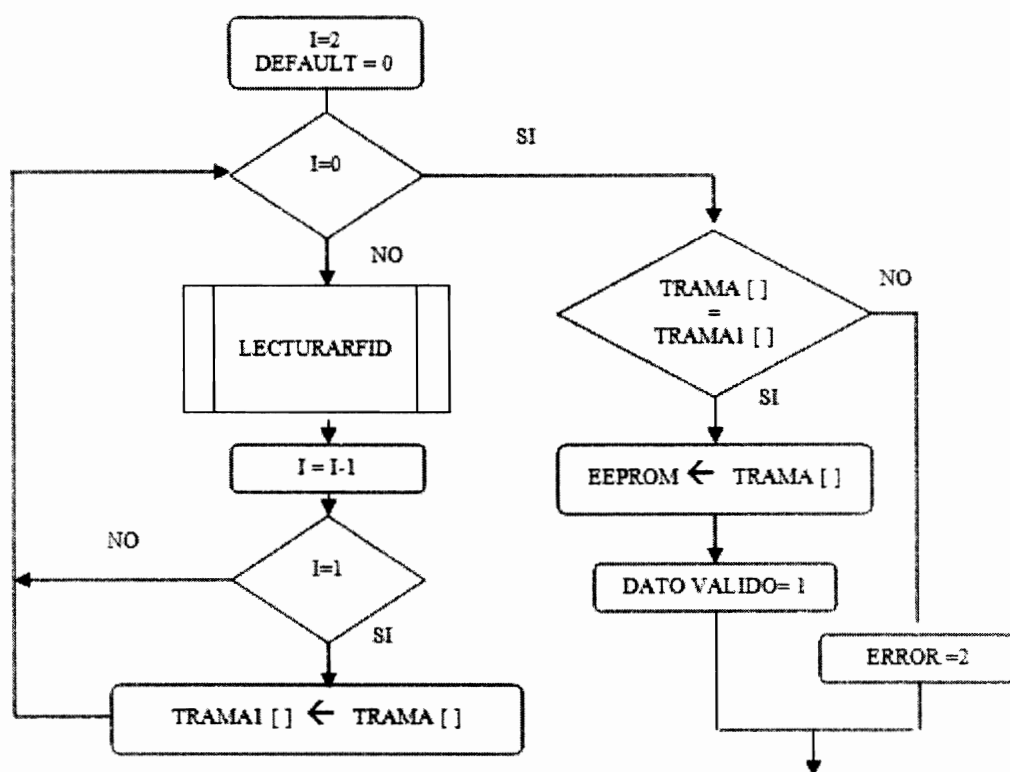 I=2
DEFAULT = 0
SI
I=0
NO
LECTURARFID
I = I-1
NO
I=1
SI
TRAMA1 [ ] ← TRAMA [ ]
TRAMA [ ]
=
TRAMA1 [ ]
NO
SI
EEPROM ← TRAMA [ ]
DATO VALIDO= 1
ERROR =2